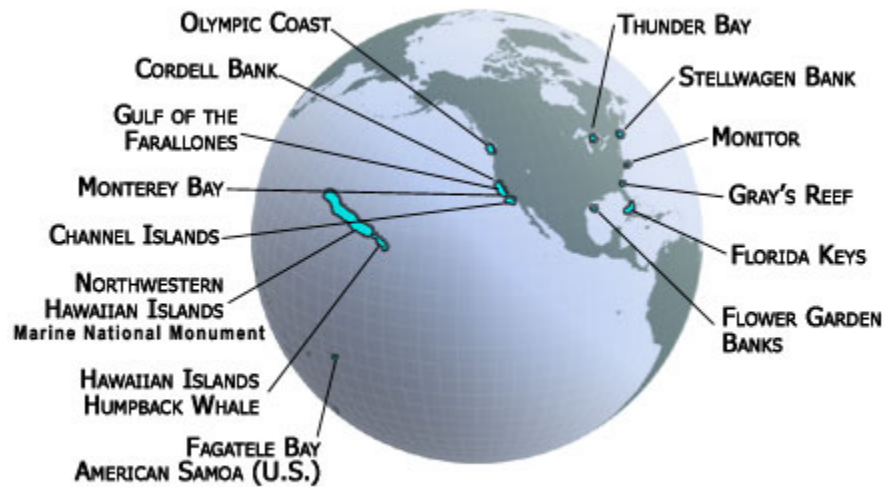 Olympic Coast
Cordell Bank
Gulf of the
Farallones
Monterey Bay
Channel Islands
Northwestern
Hawaiian Islands
Marine National Monument
Hawaiian Islands
Humpback Whale
Fagatele Bay
American Samoa (U.S.)
Thunder Bay
Stellwagen Bank
Monitor
Gray's Reef
Florida Keys
Flower Garden
Banks